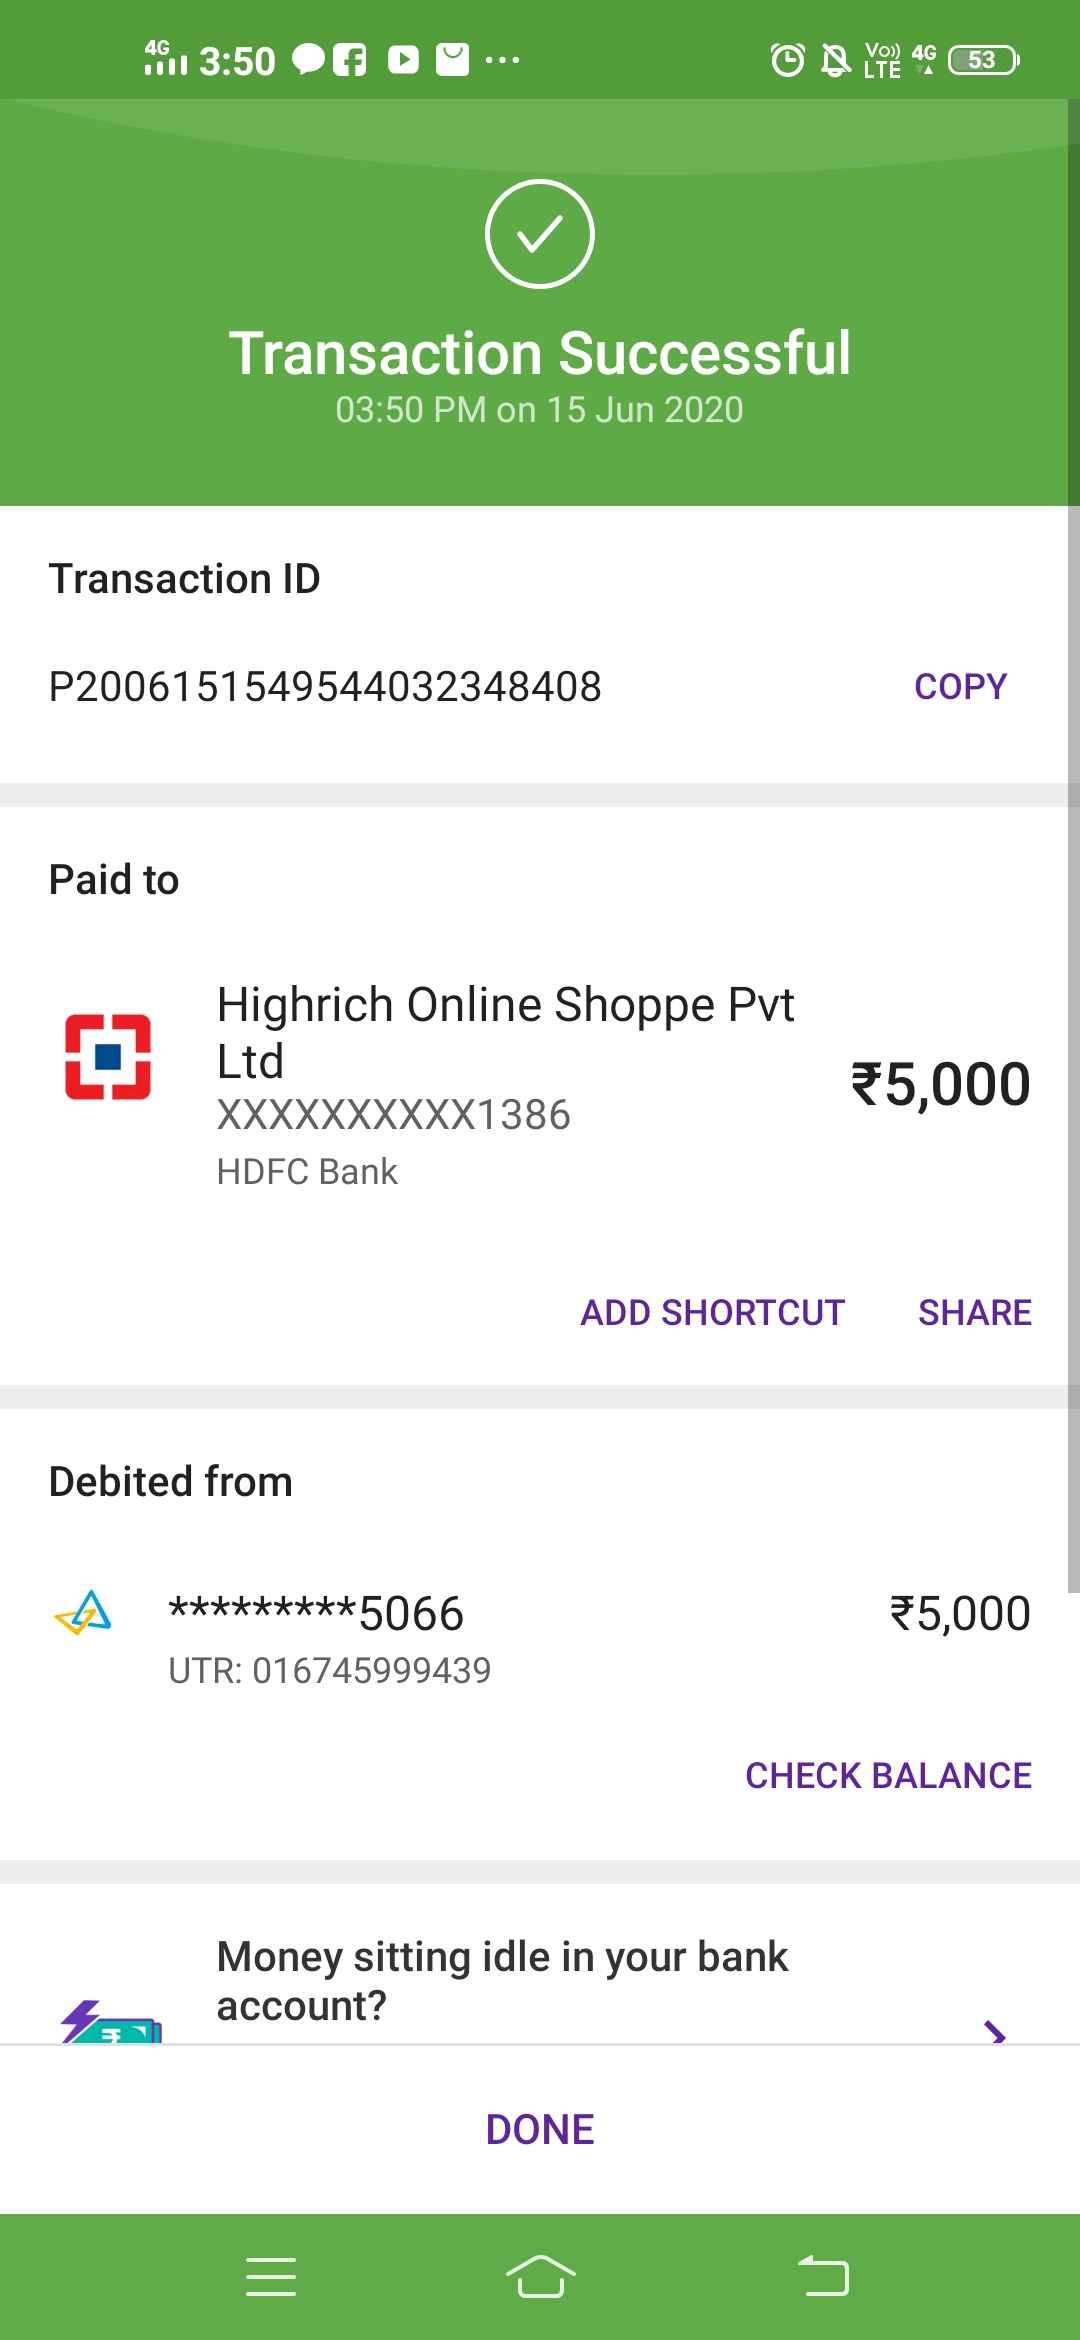 4G 3:50 ... Vo)) LTE 4G 53
Transaction Successful
03:50 PM on 15 Jun 2020
Transaction ID
P2006151549544032348408 COPY
Paid to
Highrich Online Shoppe Pvt
Ltd
₹5,000
XXXXXXXXXX1386
HDFC Bank
ADD SHORTCUT SHARE
Debited from
*********5066 ₹5,000
UTR: 016745999439
CHECK BALANCE
Money sitting idle in your bank
account?
₹
DONE